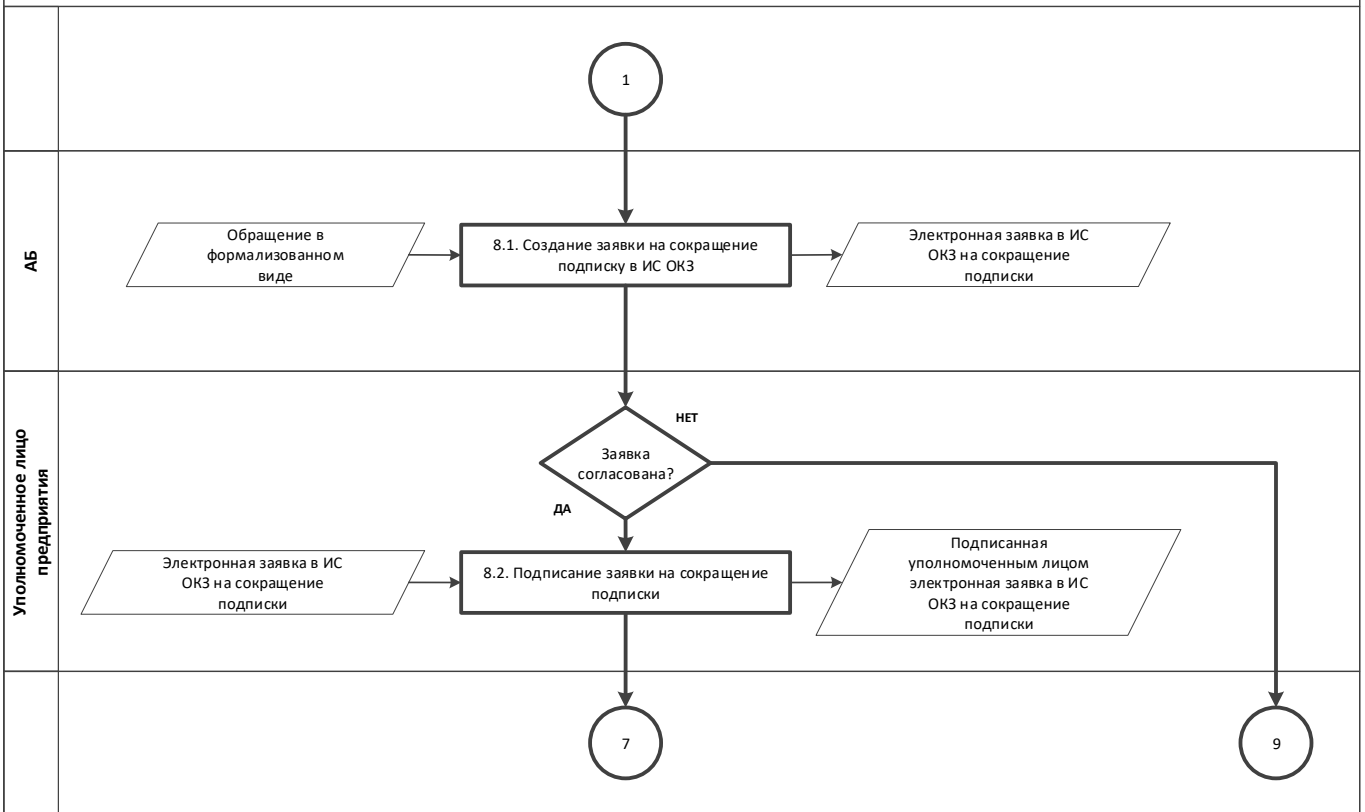 1
АБ
Обращение в
формализованном
виде
8.1. Создание заявки на сокращение
подписку в ИС ОКЗ
Электронная заявка в ИС
ОКЗ на сокращение
подписки
Уполномоченное лицо
предприятия
НЕТ
Заявка
согласована?
ДА
Электронная заявка в ИС
ОКЗ на сокращение
подписки
8.2. Подписание заявки на сокращение
подписки
Подписанная
уполномоченным лицом
электронная заявка в ИС
ОКЗ на сокращение
подписки
7
9